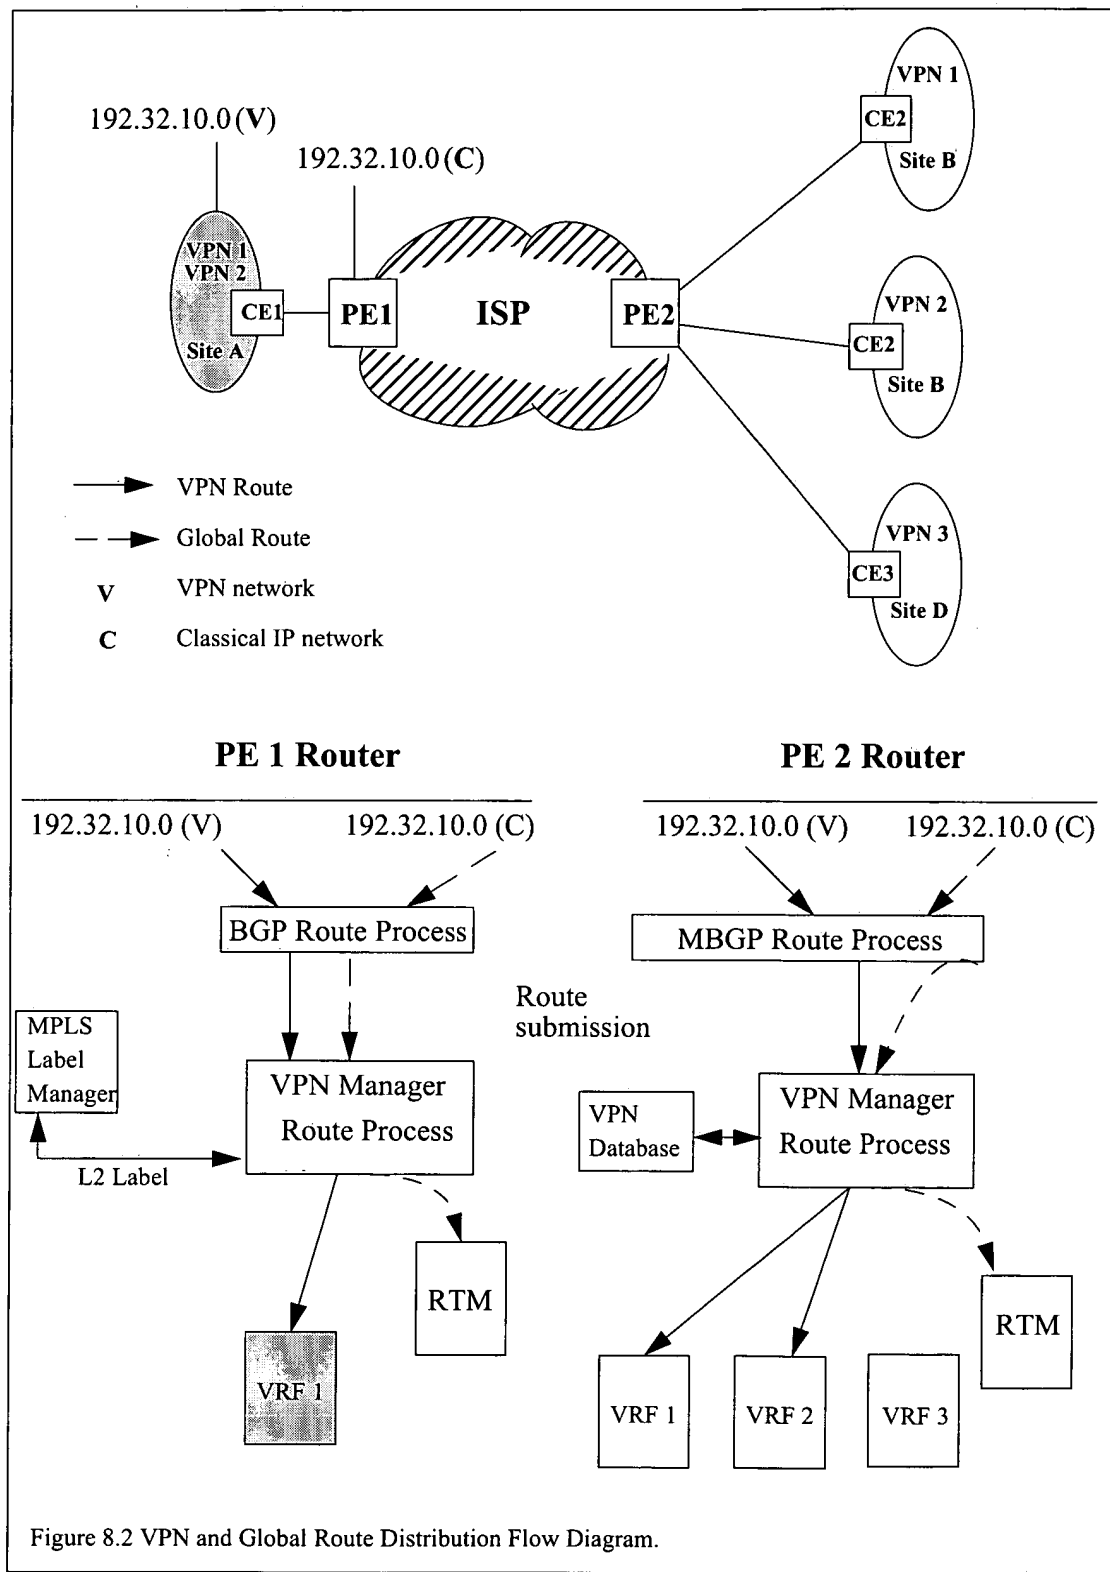 VPN 1
CE2
Site B
192.32.10.0 (V)
192.32.10.0 (C)
VPN 1
VPN 2
CE1
Site A
PE1
ISP
PE2
VPN 2
CE2
Site B
VPN Route
Global Route
V VPN network
C Classical IP network
VPN 3
CE3
Site D
PE 1 Router
PE 2 Router
192.32.10.0 (V)
192.32.10.0 (C)
192.32.10.0 (V)
192.32.10.0 (C)
BGP Route Process
MBGP Route Process
Route
submission
MPLS
Label
Manager
VPN Manager
Route Process
L2 Label
VPN
Database
VPN Manager
Route Process
RTM
VRF 1
RTM
VRF 1
VRF 2
VRF 3
Figure 8.2 VPN and Global Route Distribution Flow Diagram.